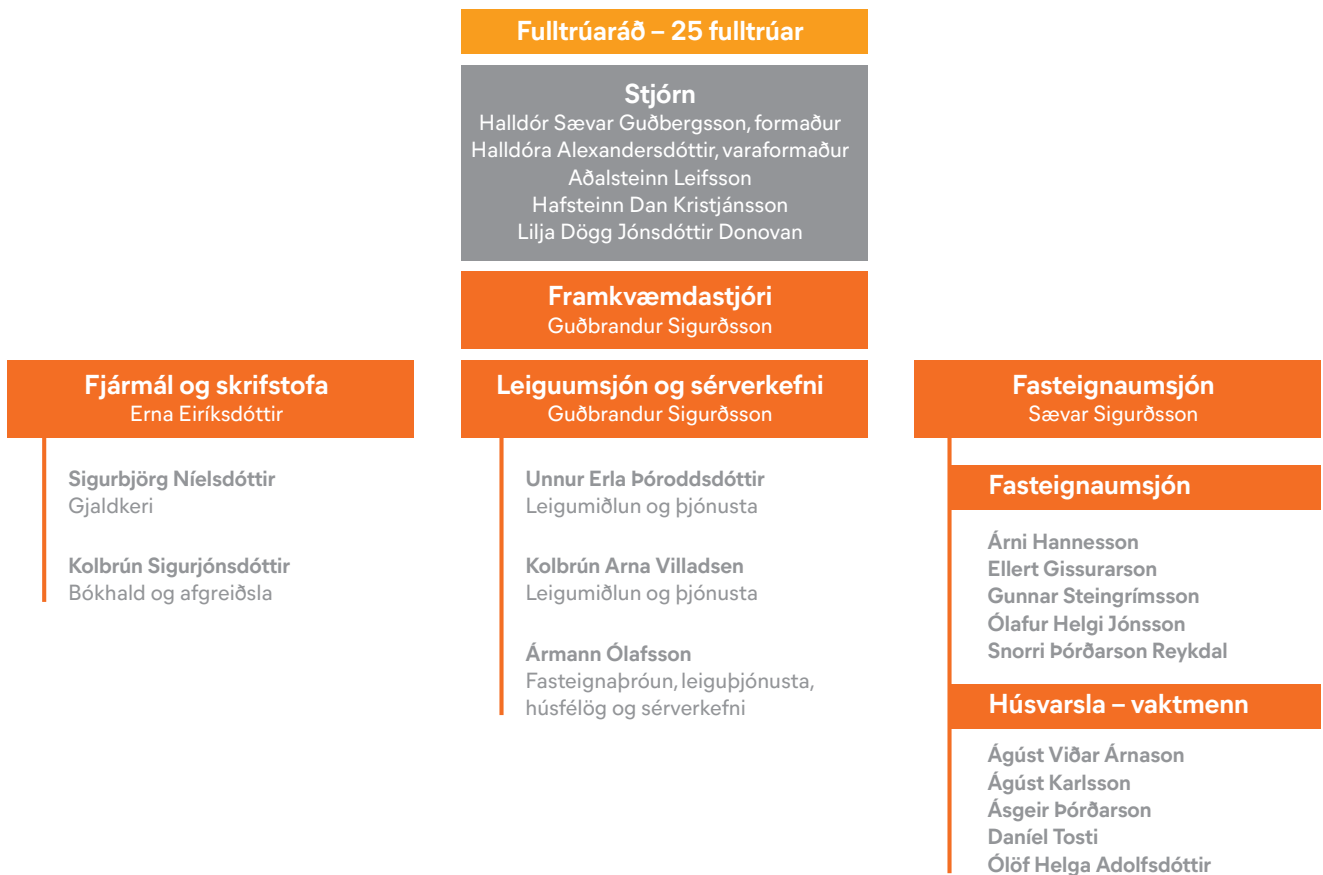 Fulltrúaráð – 25 fulltrúar
Stjórn
Halldór Sævar Guðbergsson, formaður
Halldóra Alexandersdóttir, varaformaður
Aðalsteinn Leifsson
Hafsteinn Dan Kristjánsson
Lilja Dögg Jónsdóttir Donovan
Framkvæmdastjóri
Guðbrandur Sigurðsson
Fjármál og skrifstofa
Erna Eiríksdóttir
Sigurbjörg Níelsdóttir
Gjaldkeri
Kolbrún Sigurjónsdóttir
Bókhald og afgreiðsla
Leiguumsjón og sérverkefni
Guðbrandur Sigurðsson
Unnur Erla Þóroddsdóttir
Leigumiðlun og þjónusta
Kolbrún Arna Villadsen
Leigumiðlun og þjónusta
Ármann Ólafsson
Fasteignaþróun, leiguþjónusta,
húsfélög og sérverkefni
Fasteignaumsjón
Sævar Sigurðsson
Fasteignaumsjón
Árni Hannesson
Ellert Gissurarson
Gunnar Steingrímsson
Ólafur Helgi Jónsson
Snorri Þórðarson Reykdal
Húsvarsla – vaktmenn
Ágúst Viðar Árnason
Ágúst Karlsson
Ásgeir Þórðarson
Daníel Tosti
Ólöf Helga Adolfsdóttir